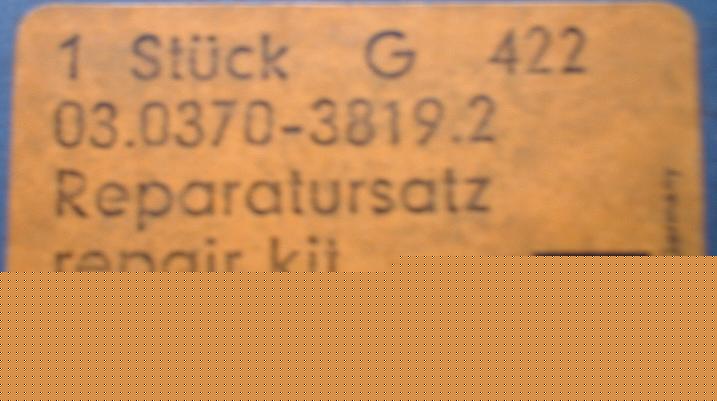 1 Stück G 422
03.0370-3819.2
Reparatursatz
repair kit